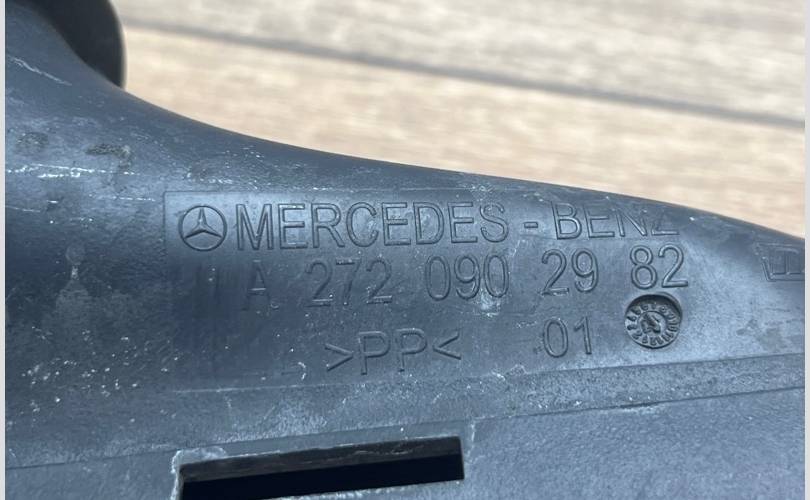 MERCEDES - BENZ
A 272 090 29 82
>PP< 01